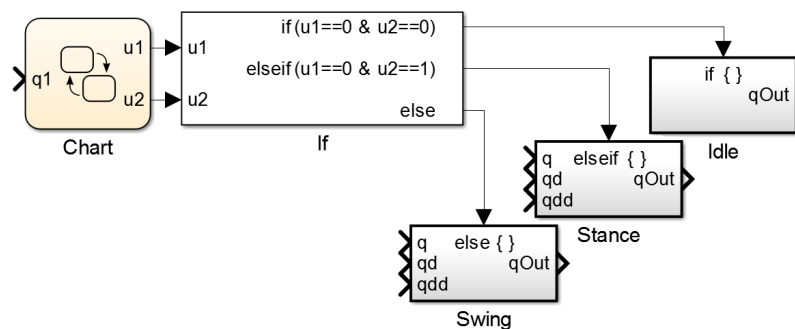 q1
u1
u2
Chart
u1
u2
if(u1==0 & u2==0)
elseif(u1==0 & u2==1)
else
If
if { }
qOut
Idle
q elseif { }
qd qOut
qdd
Stance
q else { }
qd qOut
qdd
Swing